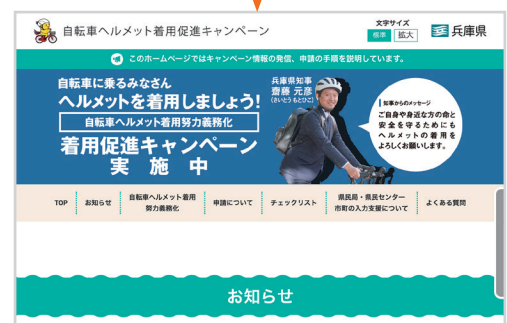 自転車ヘルメット着用促進キャンペーン
文字サイズ
標準 拡大
兵庫県
このホームページではキャンペーン情報の発信、申請の手順を説明しています。
自転車に乗るみなさん
ヘルメットを着用しましょう!
自転車ヘルメット着用努力義務化
着用促進キャンペーン
実施中
兵庫県知事
齋藤 元彦
(さいとう もとひこ)
知事からのメッセージ
ご自身や身近な方の命と
安全を守るためにも
ヘルメットの着用を
よろしくお願いします。
TOP
お知らせ
自転車ヘルメット着用
努力義務化
申請について
チェックリスト
県民局・県民センター
市町の入力支援について
よくある質問
お知らせ